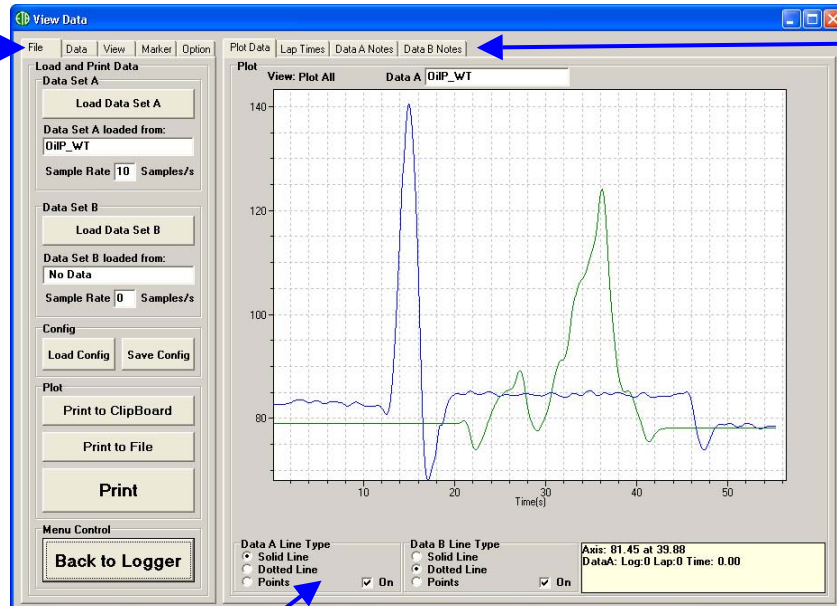 ETB View Data
File Data View Marker Option
Load and Print Data
Data Set A
Load Data Set A
Data Set A loaded from:
OilP_WT
Sample Rate 10 Samples/s
Data Set B
Load Data Set B
Data Set B loaded from:
No Data
Sample Rate 0 Samples/s
Config
Load Config Save Config
Plot
Print to ClipBoard
Print to File
Print
Menu Control
Back to Logger
Plot Data Lap Times Data A Notes Data B Notes
Plot
View: Plot All Data A OilP_WT
140
120
100
80
10 20 30 40 50
Time(s)
Data A Line Type
Solid Line
Dotted Line
Points On
Data B Line Type
Solid Line
Dotted Line
Points On
Axis: 81.45 at 39.88
DataA: Log:0 Lap:0 Time: 0.00